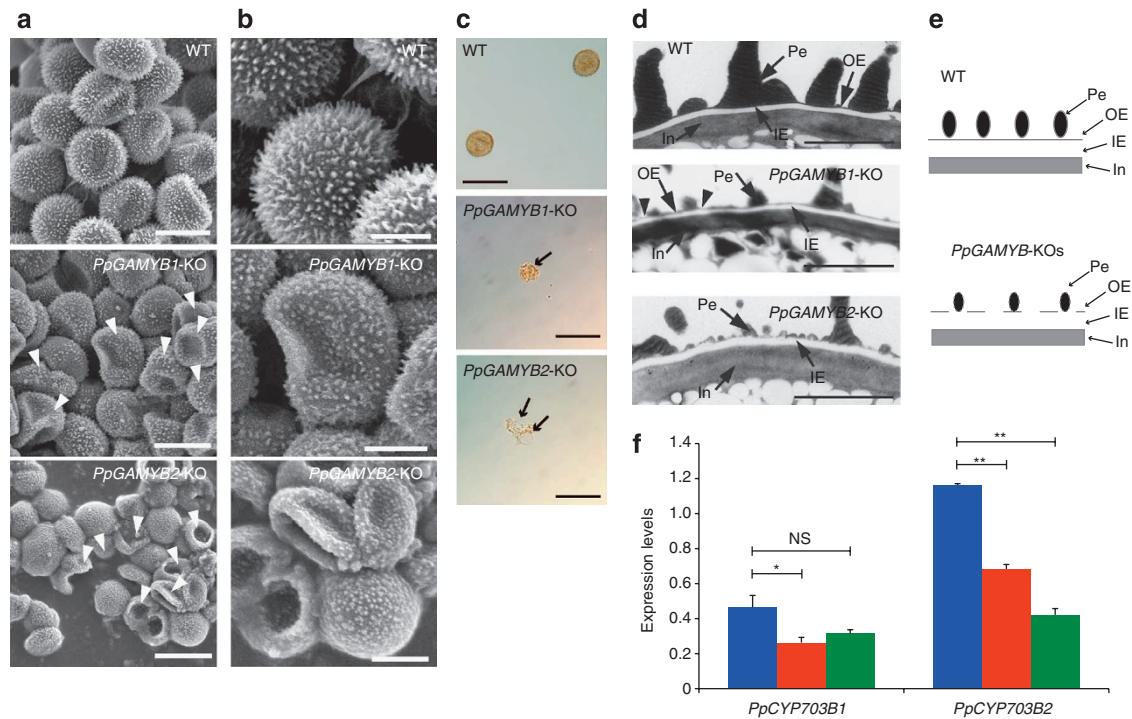 a
WT
PpGAMYB1-KO
PpGAMYB2-KO
b
WT
PpGAMYB1-KO
PpGAMYB2-KO
c
WT
PpGAMYB1-KO
PpGAMYB2-KO
d
WT
Pe
OE
In
IE
OE
Pe
PpGAMYB1-KO
In
IE
Pe
PpGAMYB2-KO
In
IE
e
WT
Pe
OE
IE
In
PpGAMYB-KOs
Pe
OE
IE
In
f
Expression levels
1.4
1.2
1.0
0.8
0.6
0.4
0.2
0
NS
*
**
**
PpCYP703B1
PpCYP703B2